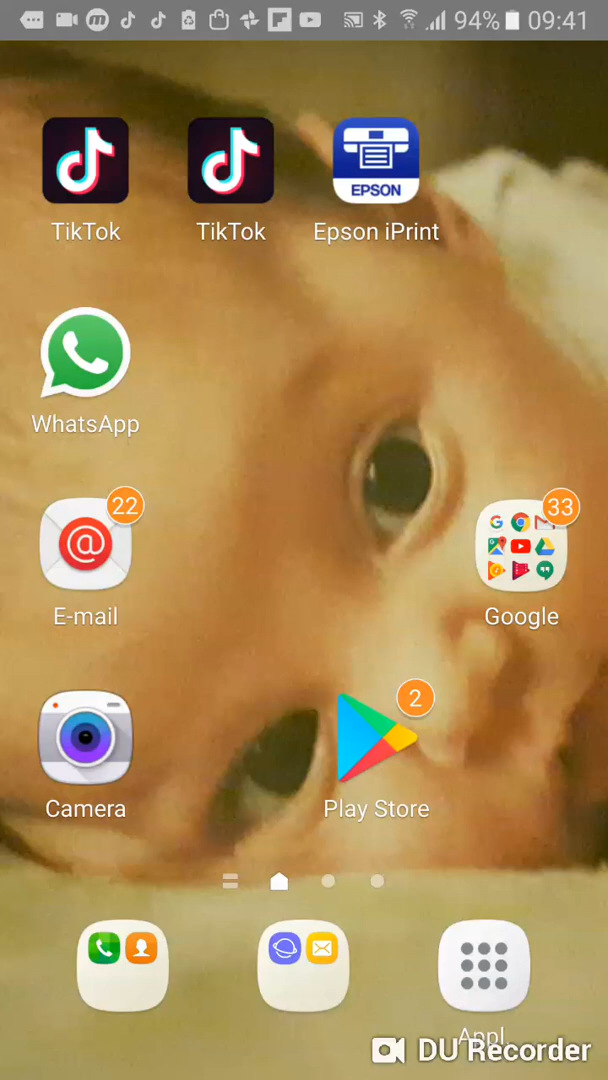 94% 09:41
EPSON
TikTok TikTok Epson iPrint
WhatsApp
22 33
@
E-mail Google
2
Camera Play Store
Appl.
DU Recorder